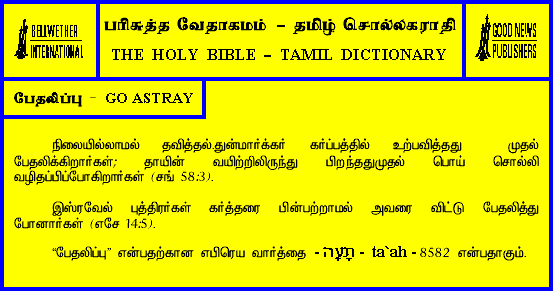 BELLWETHER
INTERNATIONAL
பரிசுத்த வேதாகமம் – தமிழ் சொல்லகராதி
THE HOLY BIBLE – TAMIL DICTIONARY
GOOD NEWS
PUBLISHERS
பேதலிப்பு - GO ASTRAY
நிலையில்லாமல் தவித்தல்.துன்மார்க்கர் கர்ப்பத்தில் உற்பவித்தது முதல்
பேதலிக்கிறார்கள்; தாயின் வயிற்றிலிருந்து பிறந்ததுமுதல் பொய் சொல்லி
வழிதப்பிப்போகிறார்கள் (சங் 58:3).
இஸ்ரவேல் புத்திரர்கள் கர்த்தரை பின்பற்றாமல் அவரை விட்டு பேதலித்து
போனார்கள் (எசே 14:5).
“பேதலிப்பு” என்பதற்கான எபிரெய வார்த்தை - תָּעָה - ta`ah - 8582 என்பதாகும்.